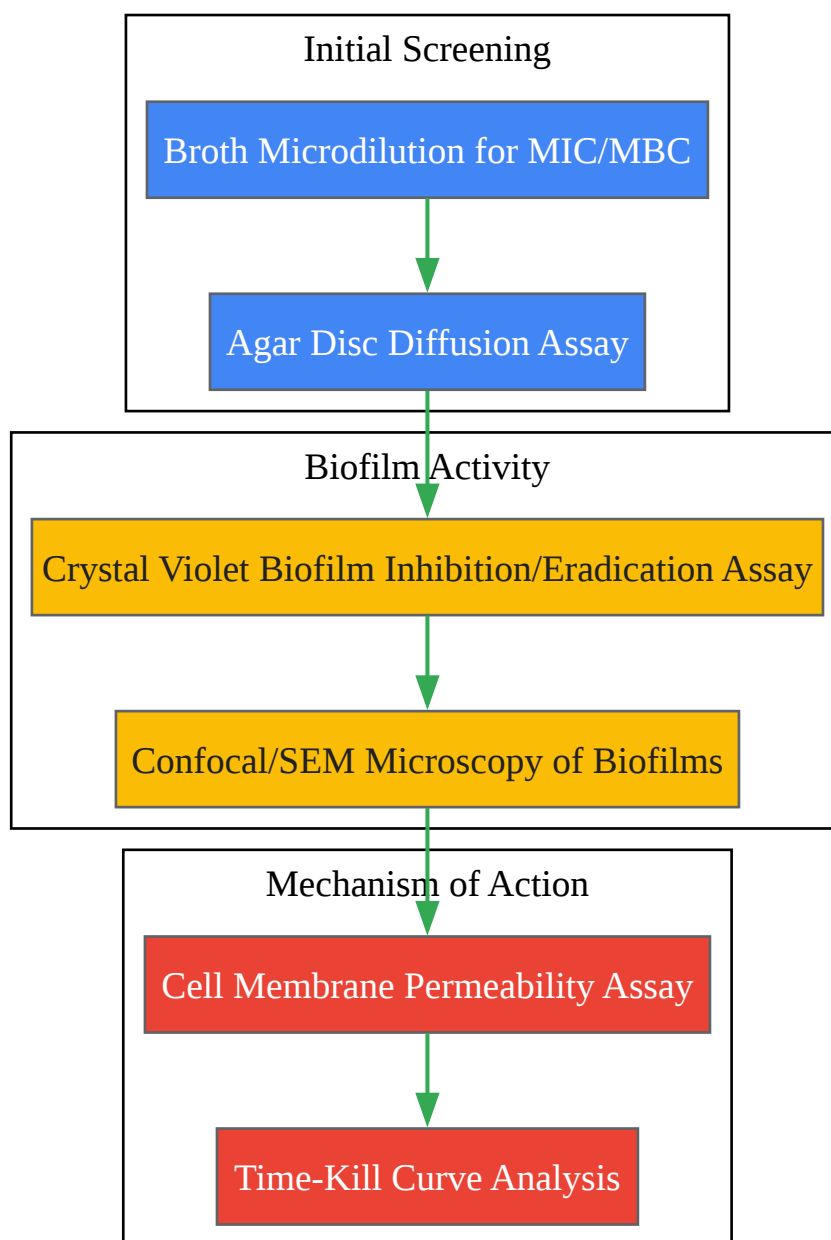 Initial Screening
Broth Microdilution for MIC/MBC
Agar Disc Diffusion Assay
Biofilm Activity
Crystal Violet Biofilm Inhibition/Eradication Assay
Confocal/SEM Microscopy of Biofilms
Mechanism of Action
Cell Membrane Permeability Assay
Time-Kill Curve Analysis